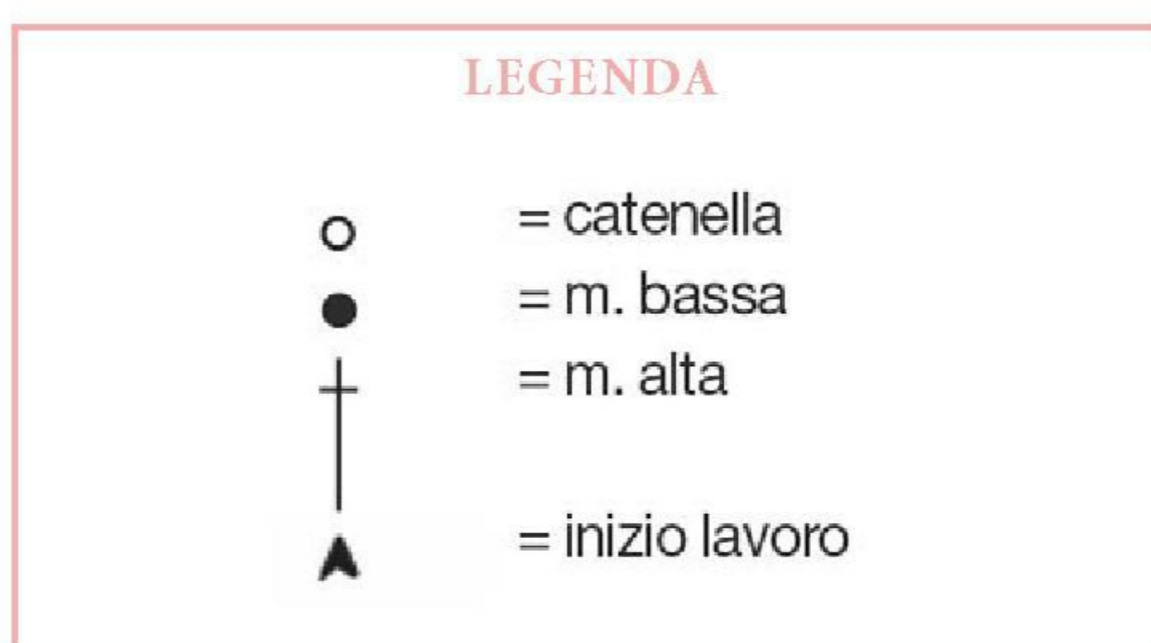 LEGENDA
= catenella
= m. bassa
= m. alta
= inizio lavoro